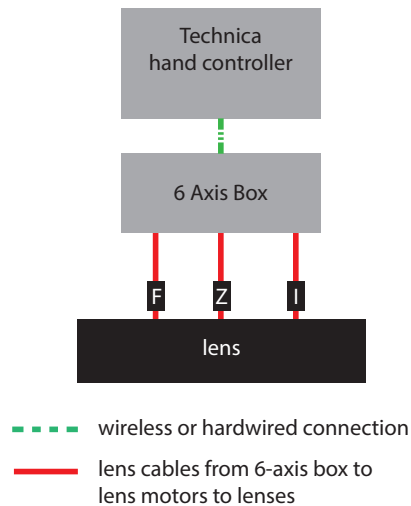 Technica
hand controller
6 Axis Box
F Z I
lens
wireless or hardwired connection
lens cables from 6-axis box to
lens motors to lenses